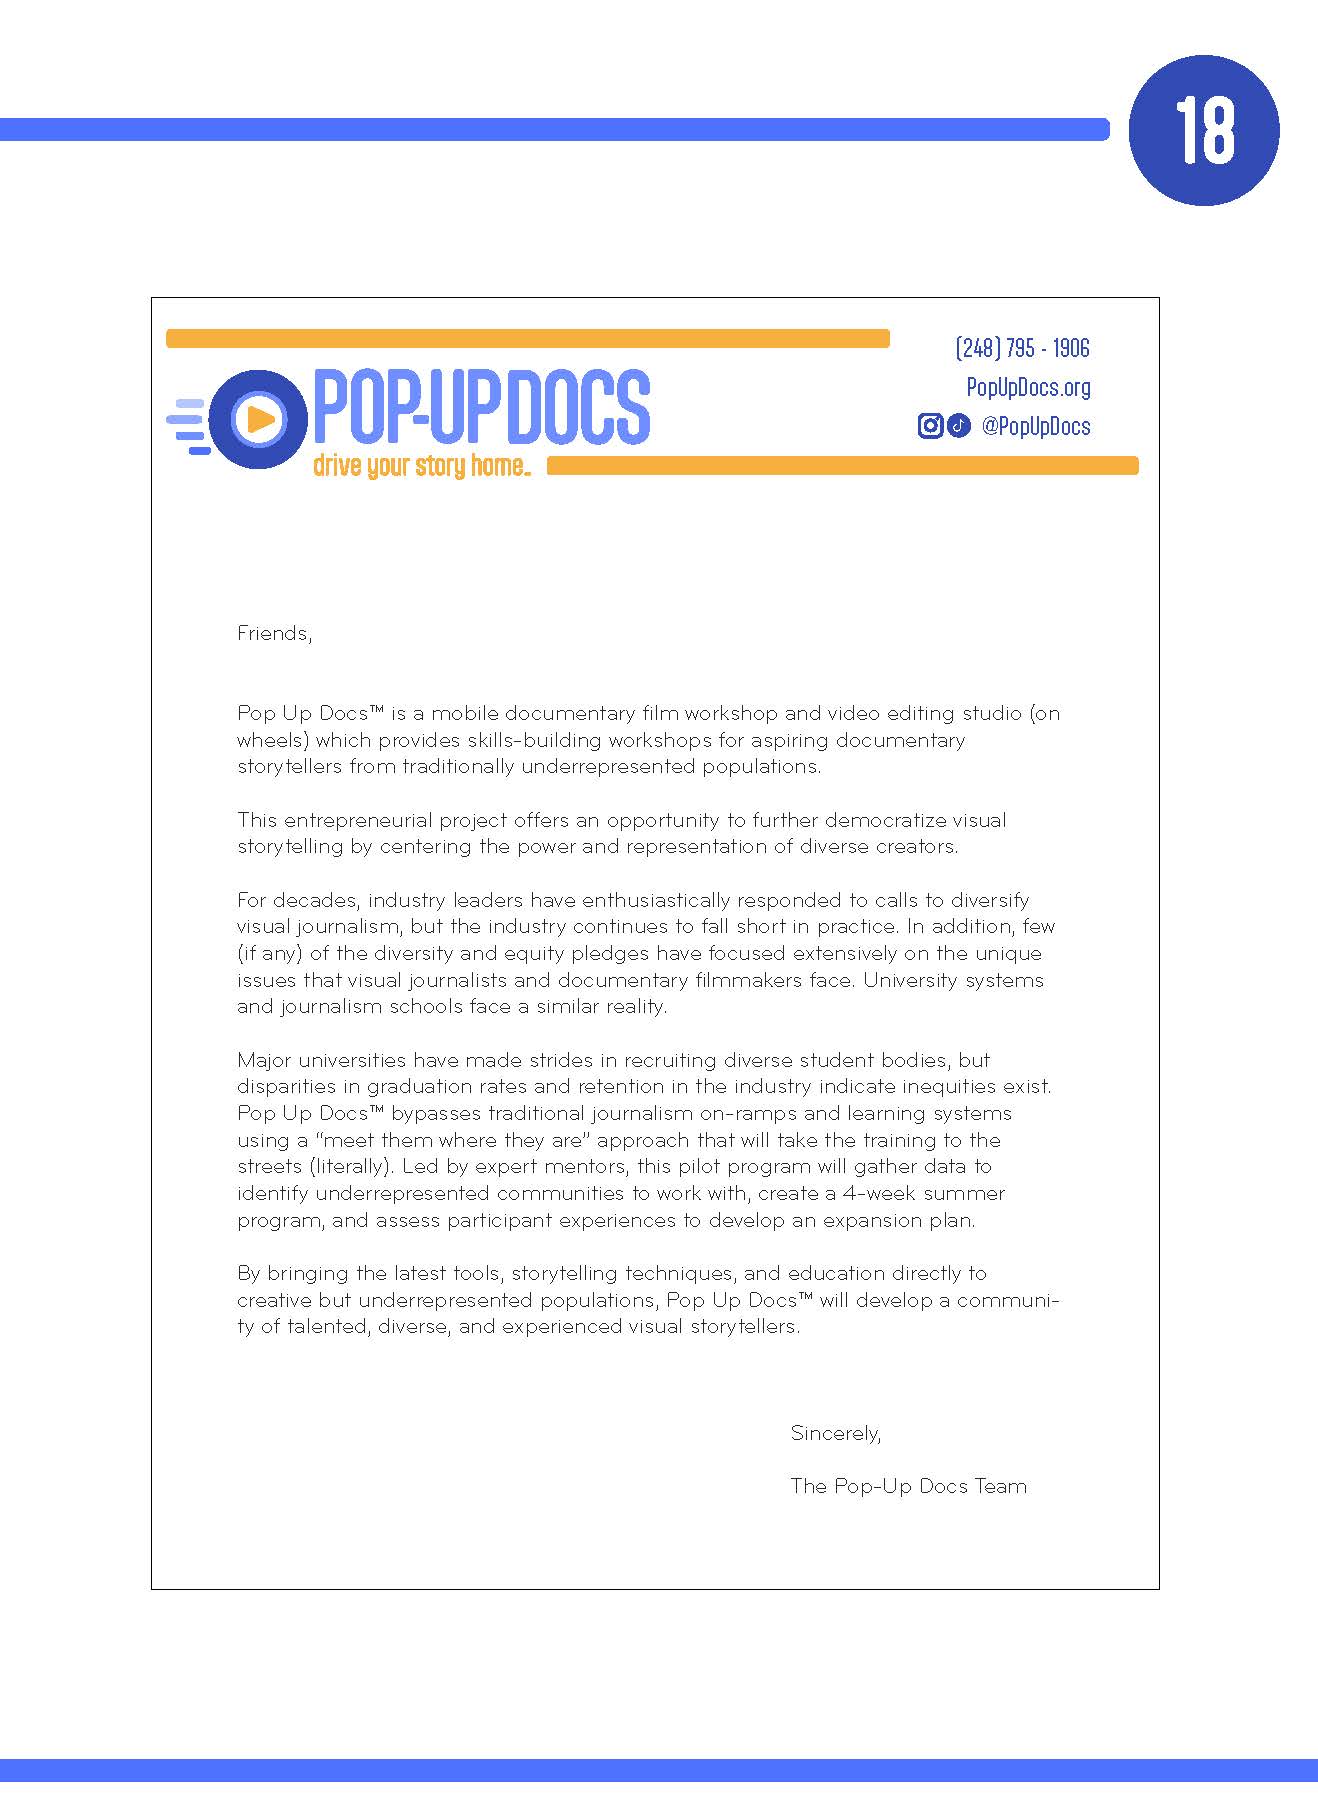 18
(248) 795 - 1906
PopUpDocs.org
@PopUpDocs
POP-UP DOCS
drive your story home..
Friends,
Pop Up Docs™ is a mobile documentary film workshop and video editing studio (on
wheels) which provides skills-building workshops for aspiring documentary
storytellers from traditionally underrepresented populations.
This entrepreneurial project offers an opportunity to further democratize visual
storytelling by centering the power and representation of diverse creators.
For decades, industry leaders have enthusiastically responded to calls to diversify
visual journalism, but the industry continues to fall short in practice. In addition, few
(if any) of the diversity and equity pledges have focused extensively on the unique
issues that visual journalists and documentary filmmakers face. University systems
and journalism schools face a similar reality.
Major universities have made strides in recruiting diverse student bodies, but
disparities in graduation rates and retention in the industry indicate inequities exist.
Pop Up Docs™ bypasses traditional journalism on-ramps and learning systems
using a “meet them where they are” approach that will take the training to the
streets (literally). Led by expert mentors, this pilot program will gather data to
identify underrepresented communities to work with, create a 4-week summer
program, and assess participant experiences to develop an expansion plan.
By bringing the latest tools, storytelling techniques, and education directly to
creative but underrepresented populations, Pop Up Docs™ will develop a communi-
ty of talented, diverse, and experienced visual storytellers.
Sincerely,
The Pop-Up Docs Team